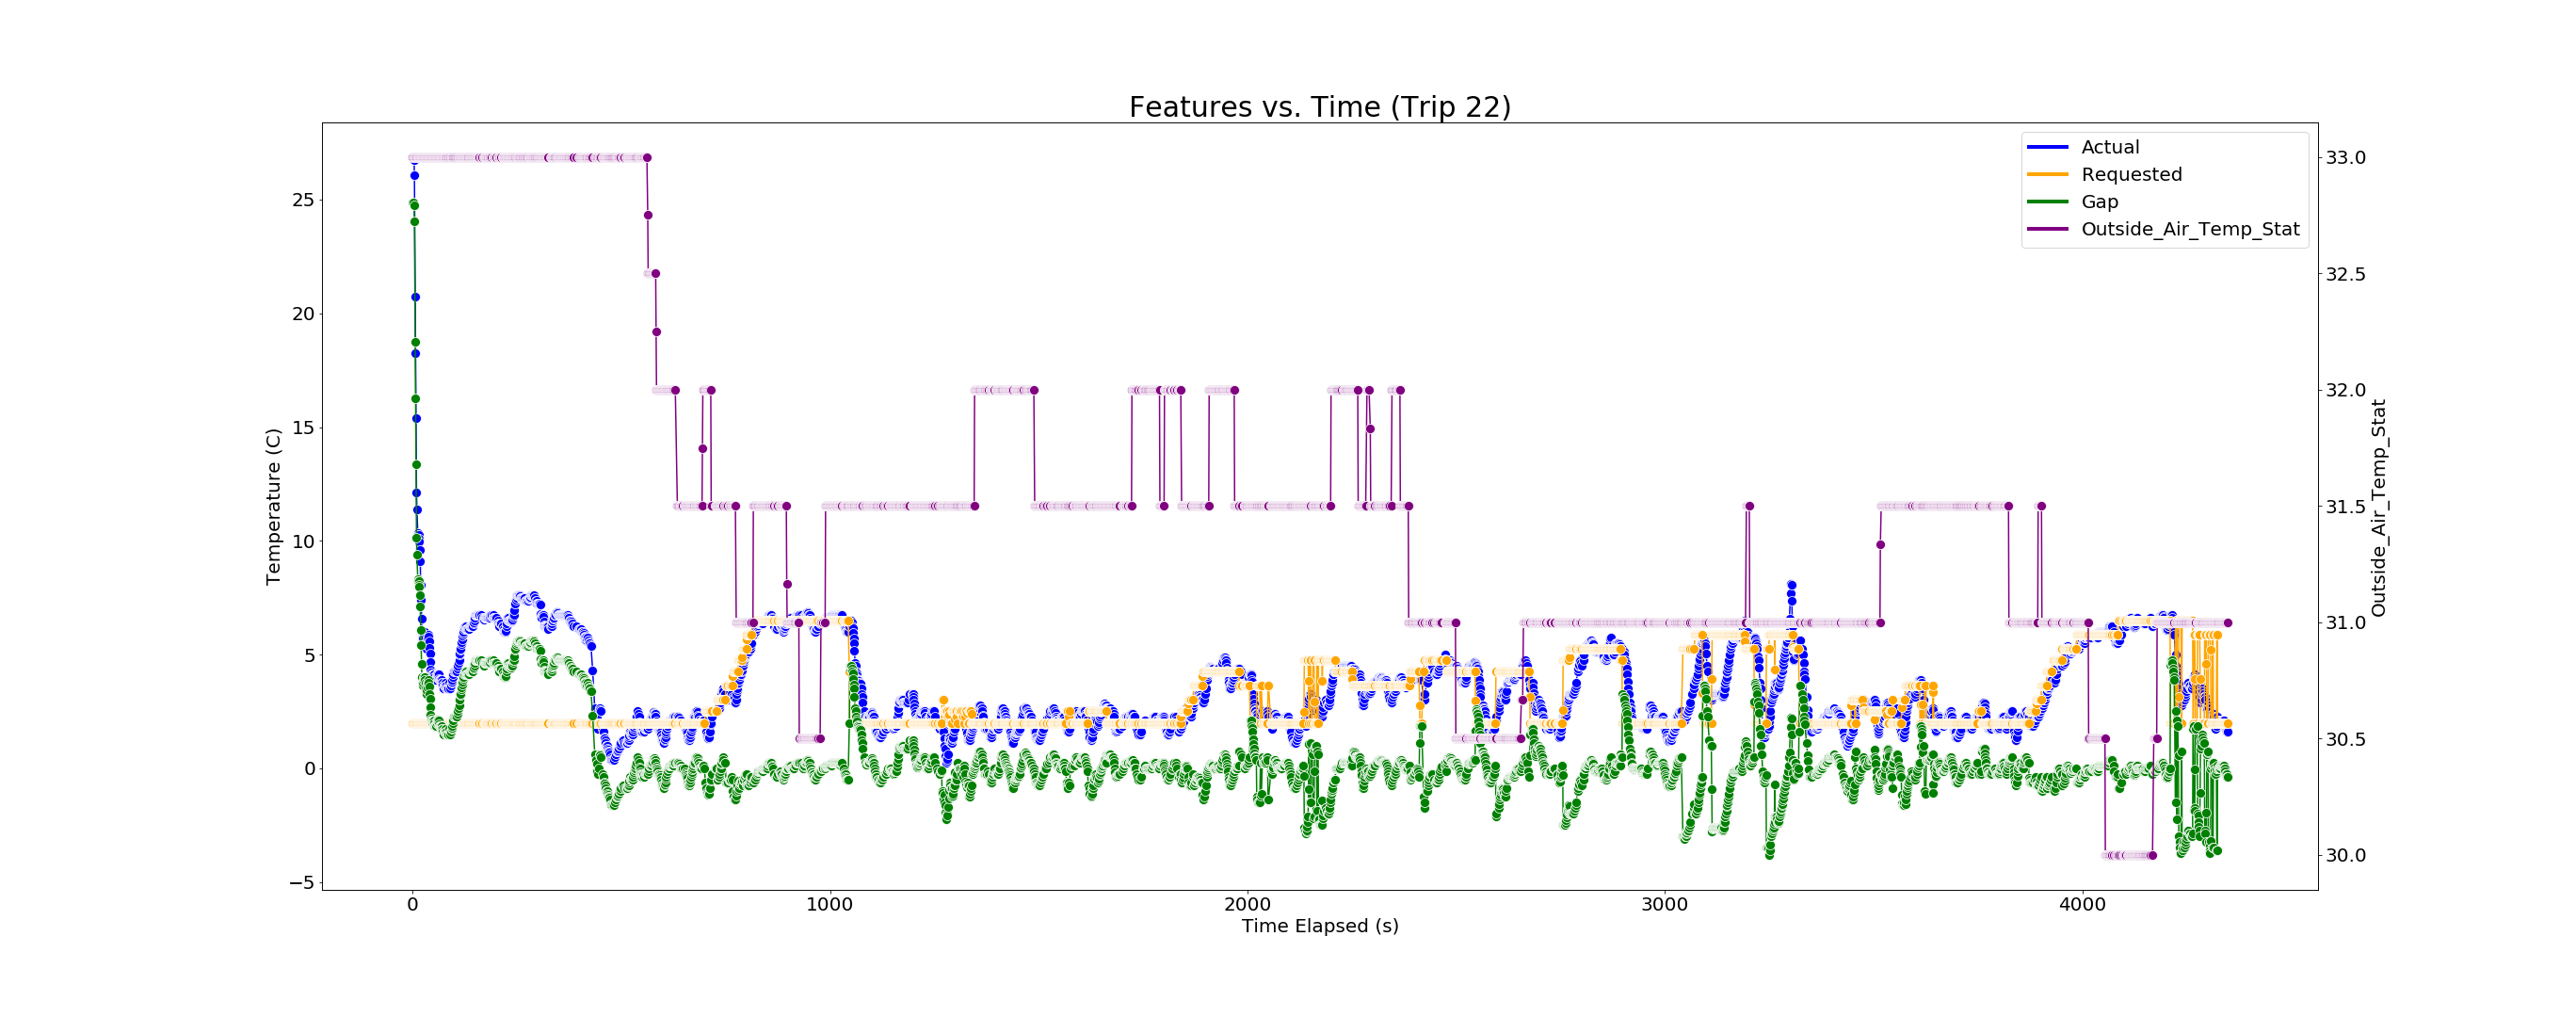 Features vs. Time (Trip 22)
Actual
Requested
Gap
Outside_Air_Temp_Stat
25
20
15
10
5
0
−5
Temperature (C)
33.0
32.5
32.0
31.5
31.0
30.5
30.0
Outside_Air_Temp_Stat
0
1000
2000
3000
4000
Time Elapsed (s)